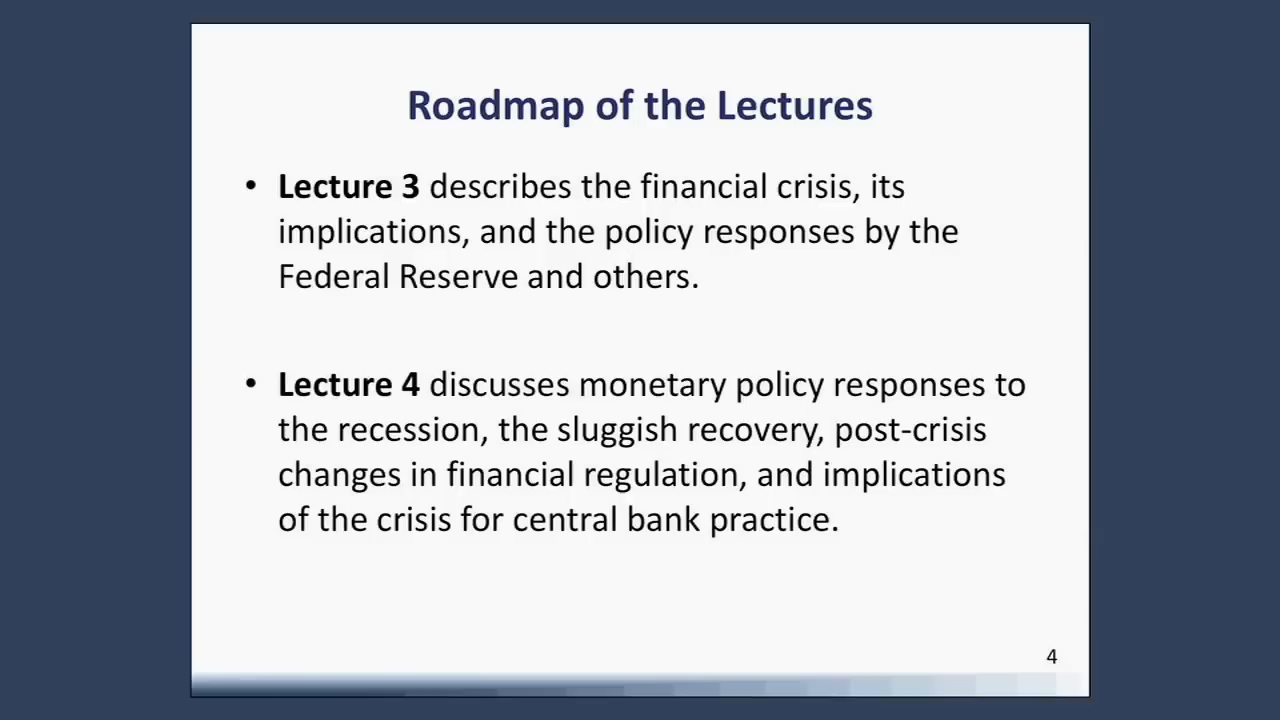 Roadmap of the Lectures
• Lecture 3 describes the financial crisis, its
implications, and the policy responses by the
Federal Reserve and others.
• Lecture 4 discusses monetary policy responses to
the recession, the sluggish recovery, post-crisis
changes in financial regulation, and implications
of the crisis for central bank practice.
4